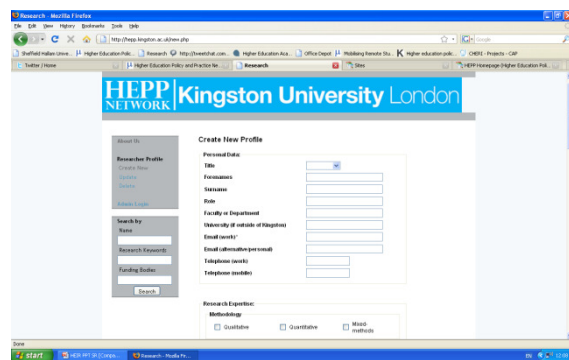 Research - Mozilla Firefox
File Edit View History Bookmarks Tools Help
http://hepp.kingston.ac.uk/new.php
Sheffield Hallam Unive... Higher Education Polic... Research http://tweetchat.com... Higher Education Aca... Office Depot Mobilising Remote Stu... Higher education polic... CHERI - Projects - CAP
Twitter / Home Higher Education Policy and Practice Ne... Research Sites HEPP Homepage (Higher Education Poli...
HEPP NETWORK Kingston University London
About Us
Researcher Profile
Create New
Update
Delete
Admin Login
Search by
Name
Research Keywords
Funding Bodies
Search
Create New Profile
Personal Data:
Title
Forenames
Surname
Role
Faculty or Department
University (if outside of Kingston)
Email (work)*
Email (alternative/personal)
Telephone (work)
Telephone (mobile)
Research Expertise:
Methodology
Qualitative Quantitative Mixed-methods
Done
start HER PPT SR [Compa... Research - Mozilla Fir... EN